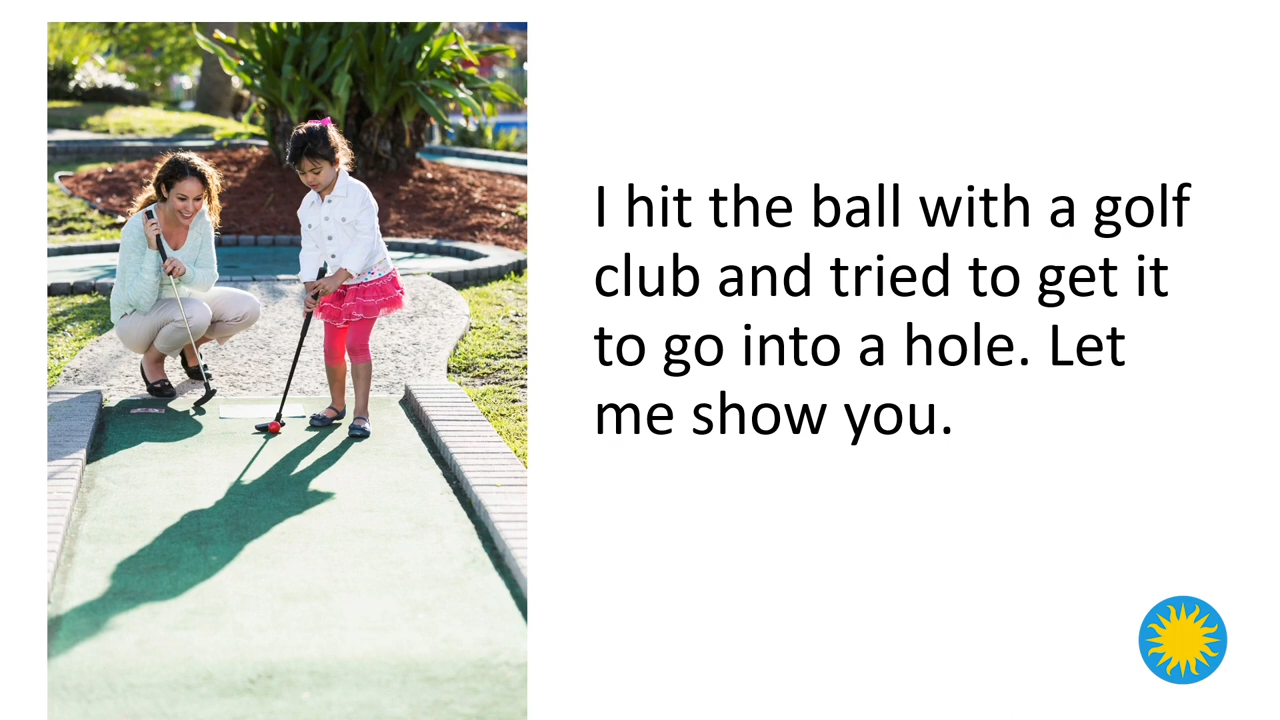 I hit the ball with a golf
club and tried to get it
to go into a hole. Let
me show you.